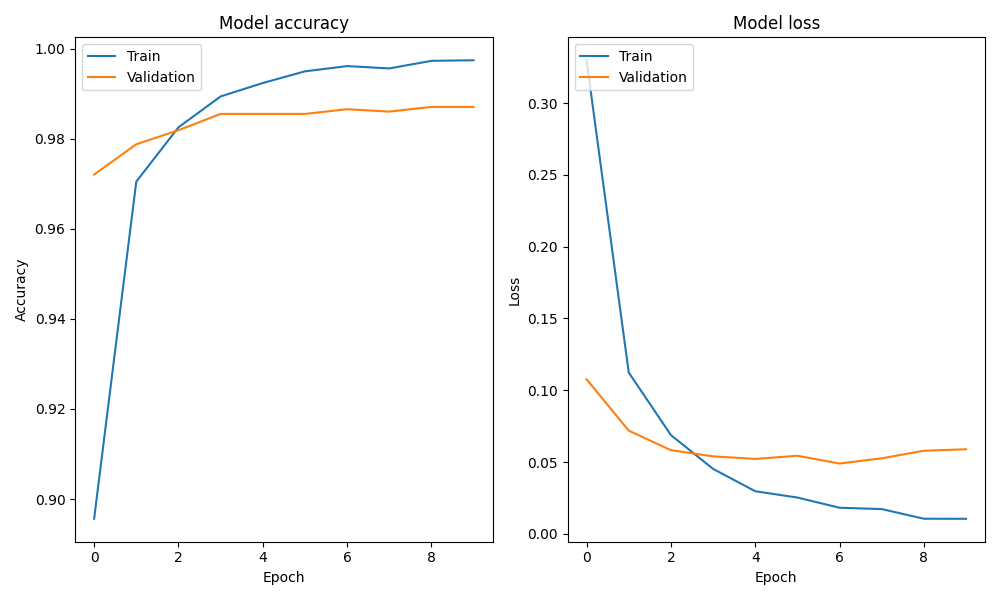 Model accuracy
Train
Validation
1.00
0.98
0.96
0.94
0.92
0.90
Accuracy
0
2
4
6
8
Epoch
Model loss
Train
Validation
0.30
0.25
0.20
0.15
0.10
0.05
0.00
Loss
0
2
4
6
8
Epoch